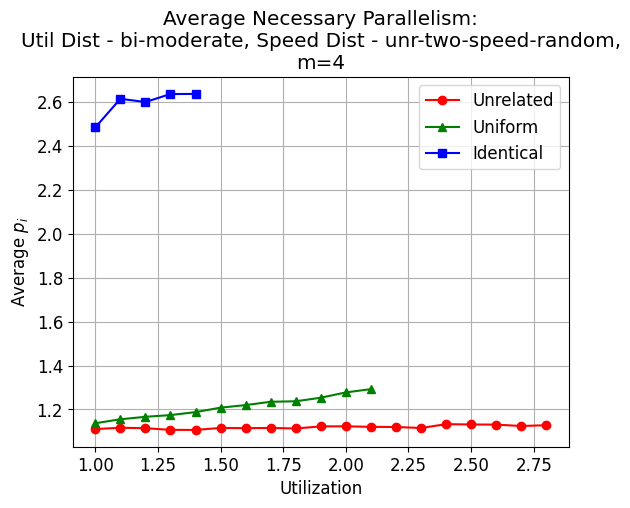 Average Necessary Parallelism:
Util Dist - bi-moderate, Speed Dist - unr-two-speed-random,
m=4
Unrelated
Uniform
Identical
Average pᵢ
2.6
2.4
2.2
2.0
1.8
1.6
1.4
1.2
1.00 1.25 1.50 1.75 2.00 2.25 2.50 2.75
Utilization